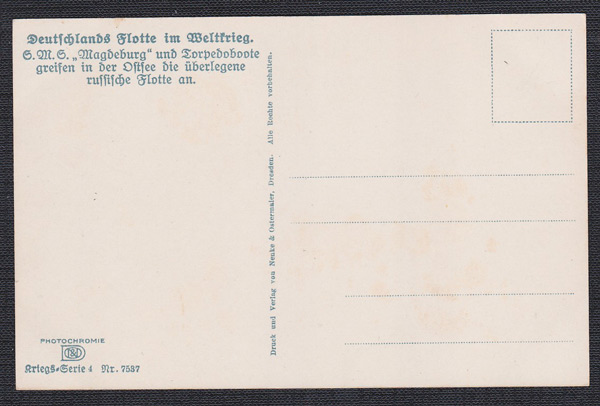 Deutschlands Flotte im Weltkrieg.
S. M. S. „Magdeburg“ und Torpedoboote
greifen in der Ostsee die überlegene
russische Flotte an.
Druck und Verlag von Nenke & Ostermaier, Dresden. Alle Rechte vorbehalten.
PHOTOCHROMIE
N&O
Kriegs-Serie 4 Nr. 7537